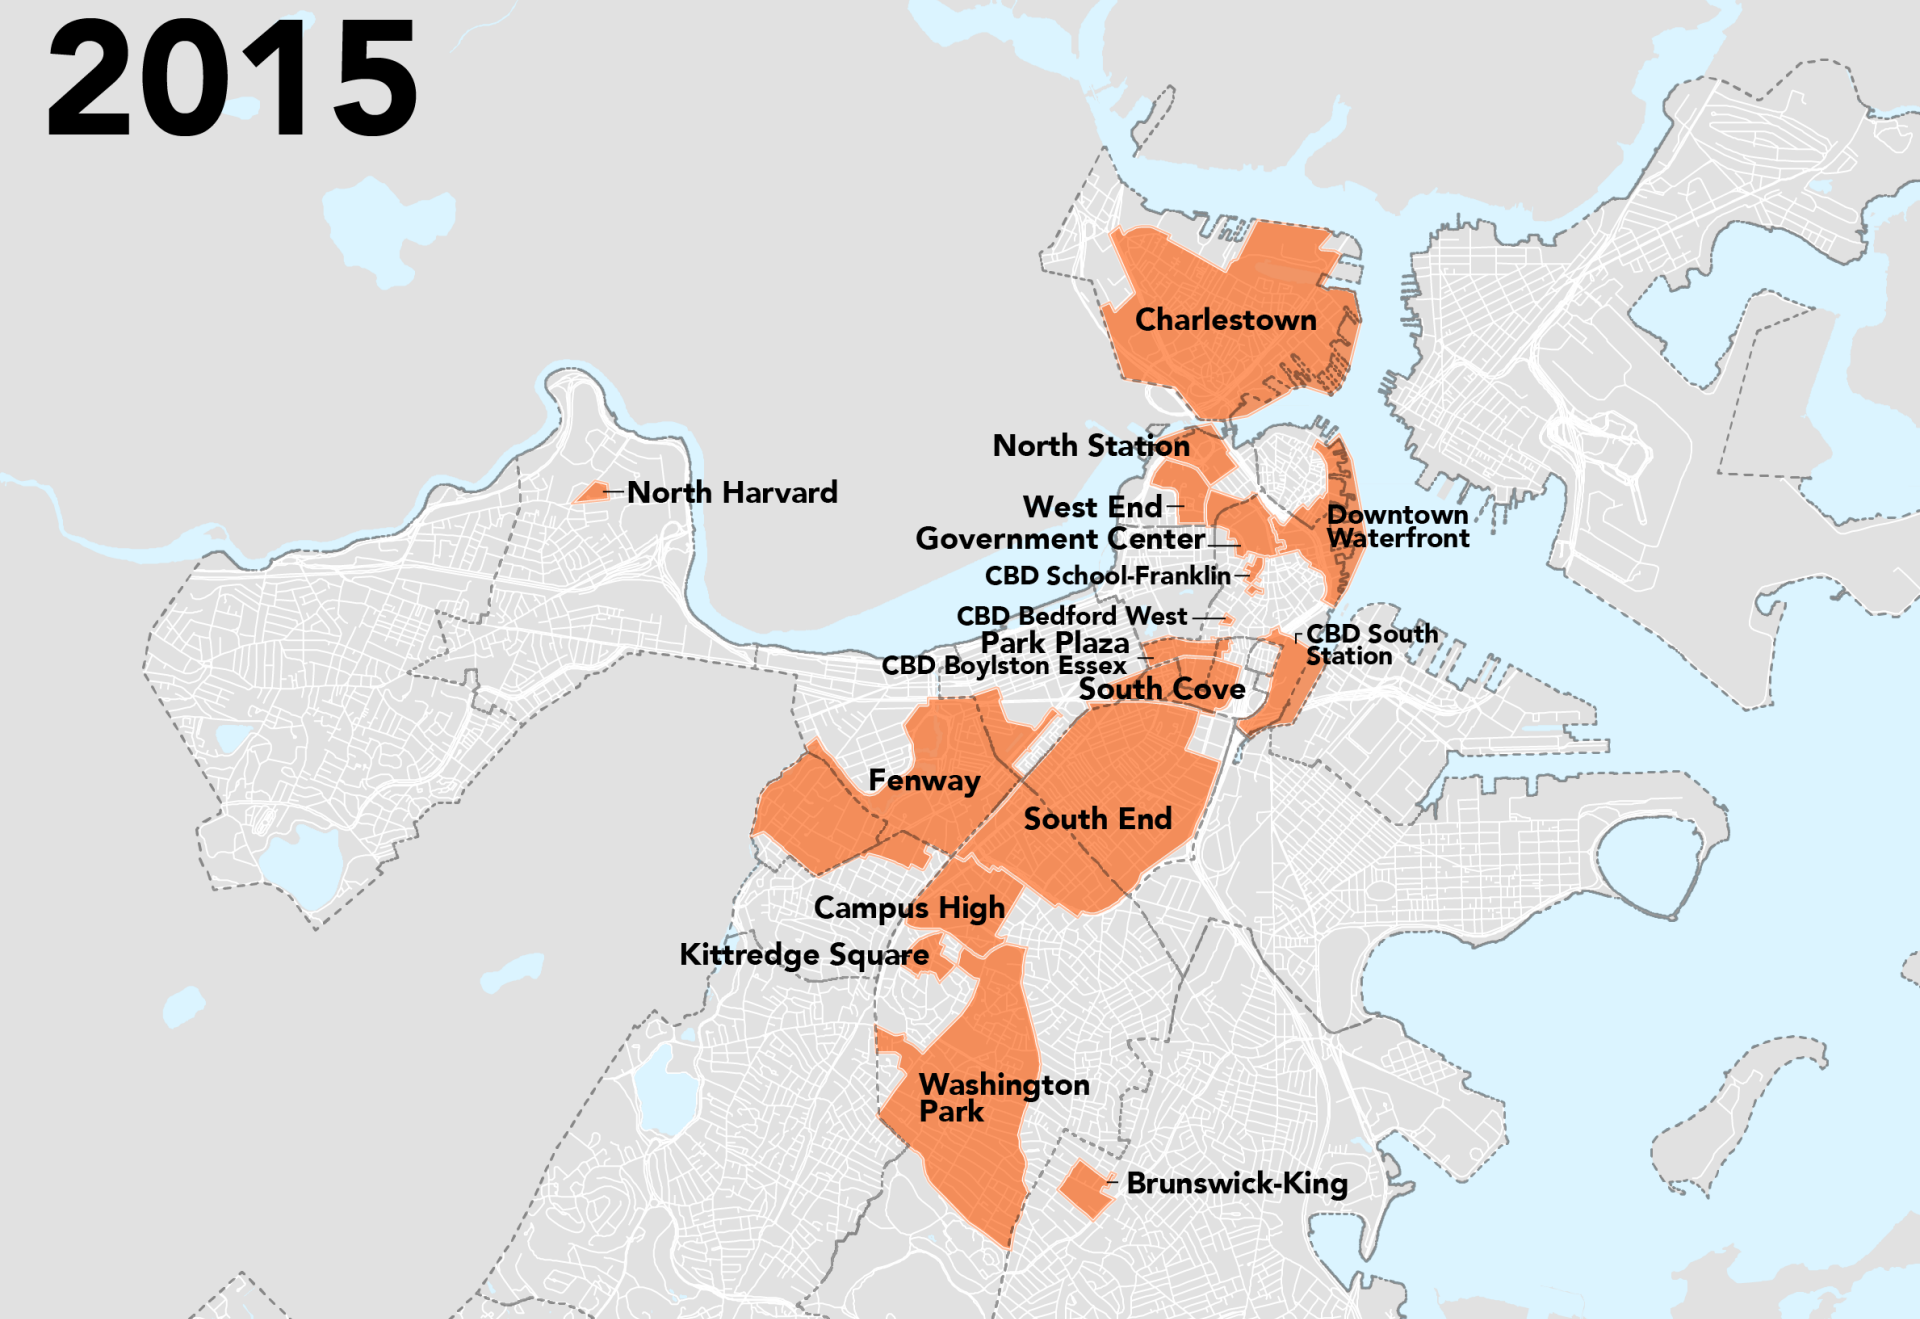 2015
Charlestown
North Station
North Harvard
West End
Downtown
Waterfront
Government Center
CBD School-Franklin
CBD Bedford West
CBD South
Station
Park Plaza
CBD Boylston Essex
South Cove
Fenway
South End
Campus High
Kittredge Square
Washington
Park
Brunswick-King